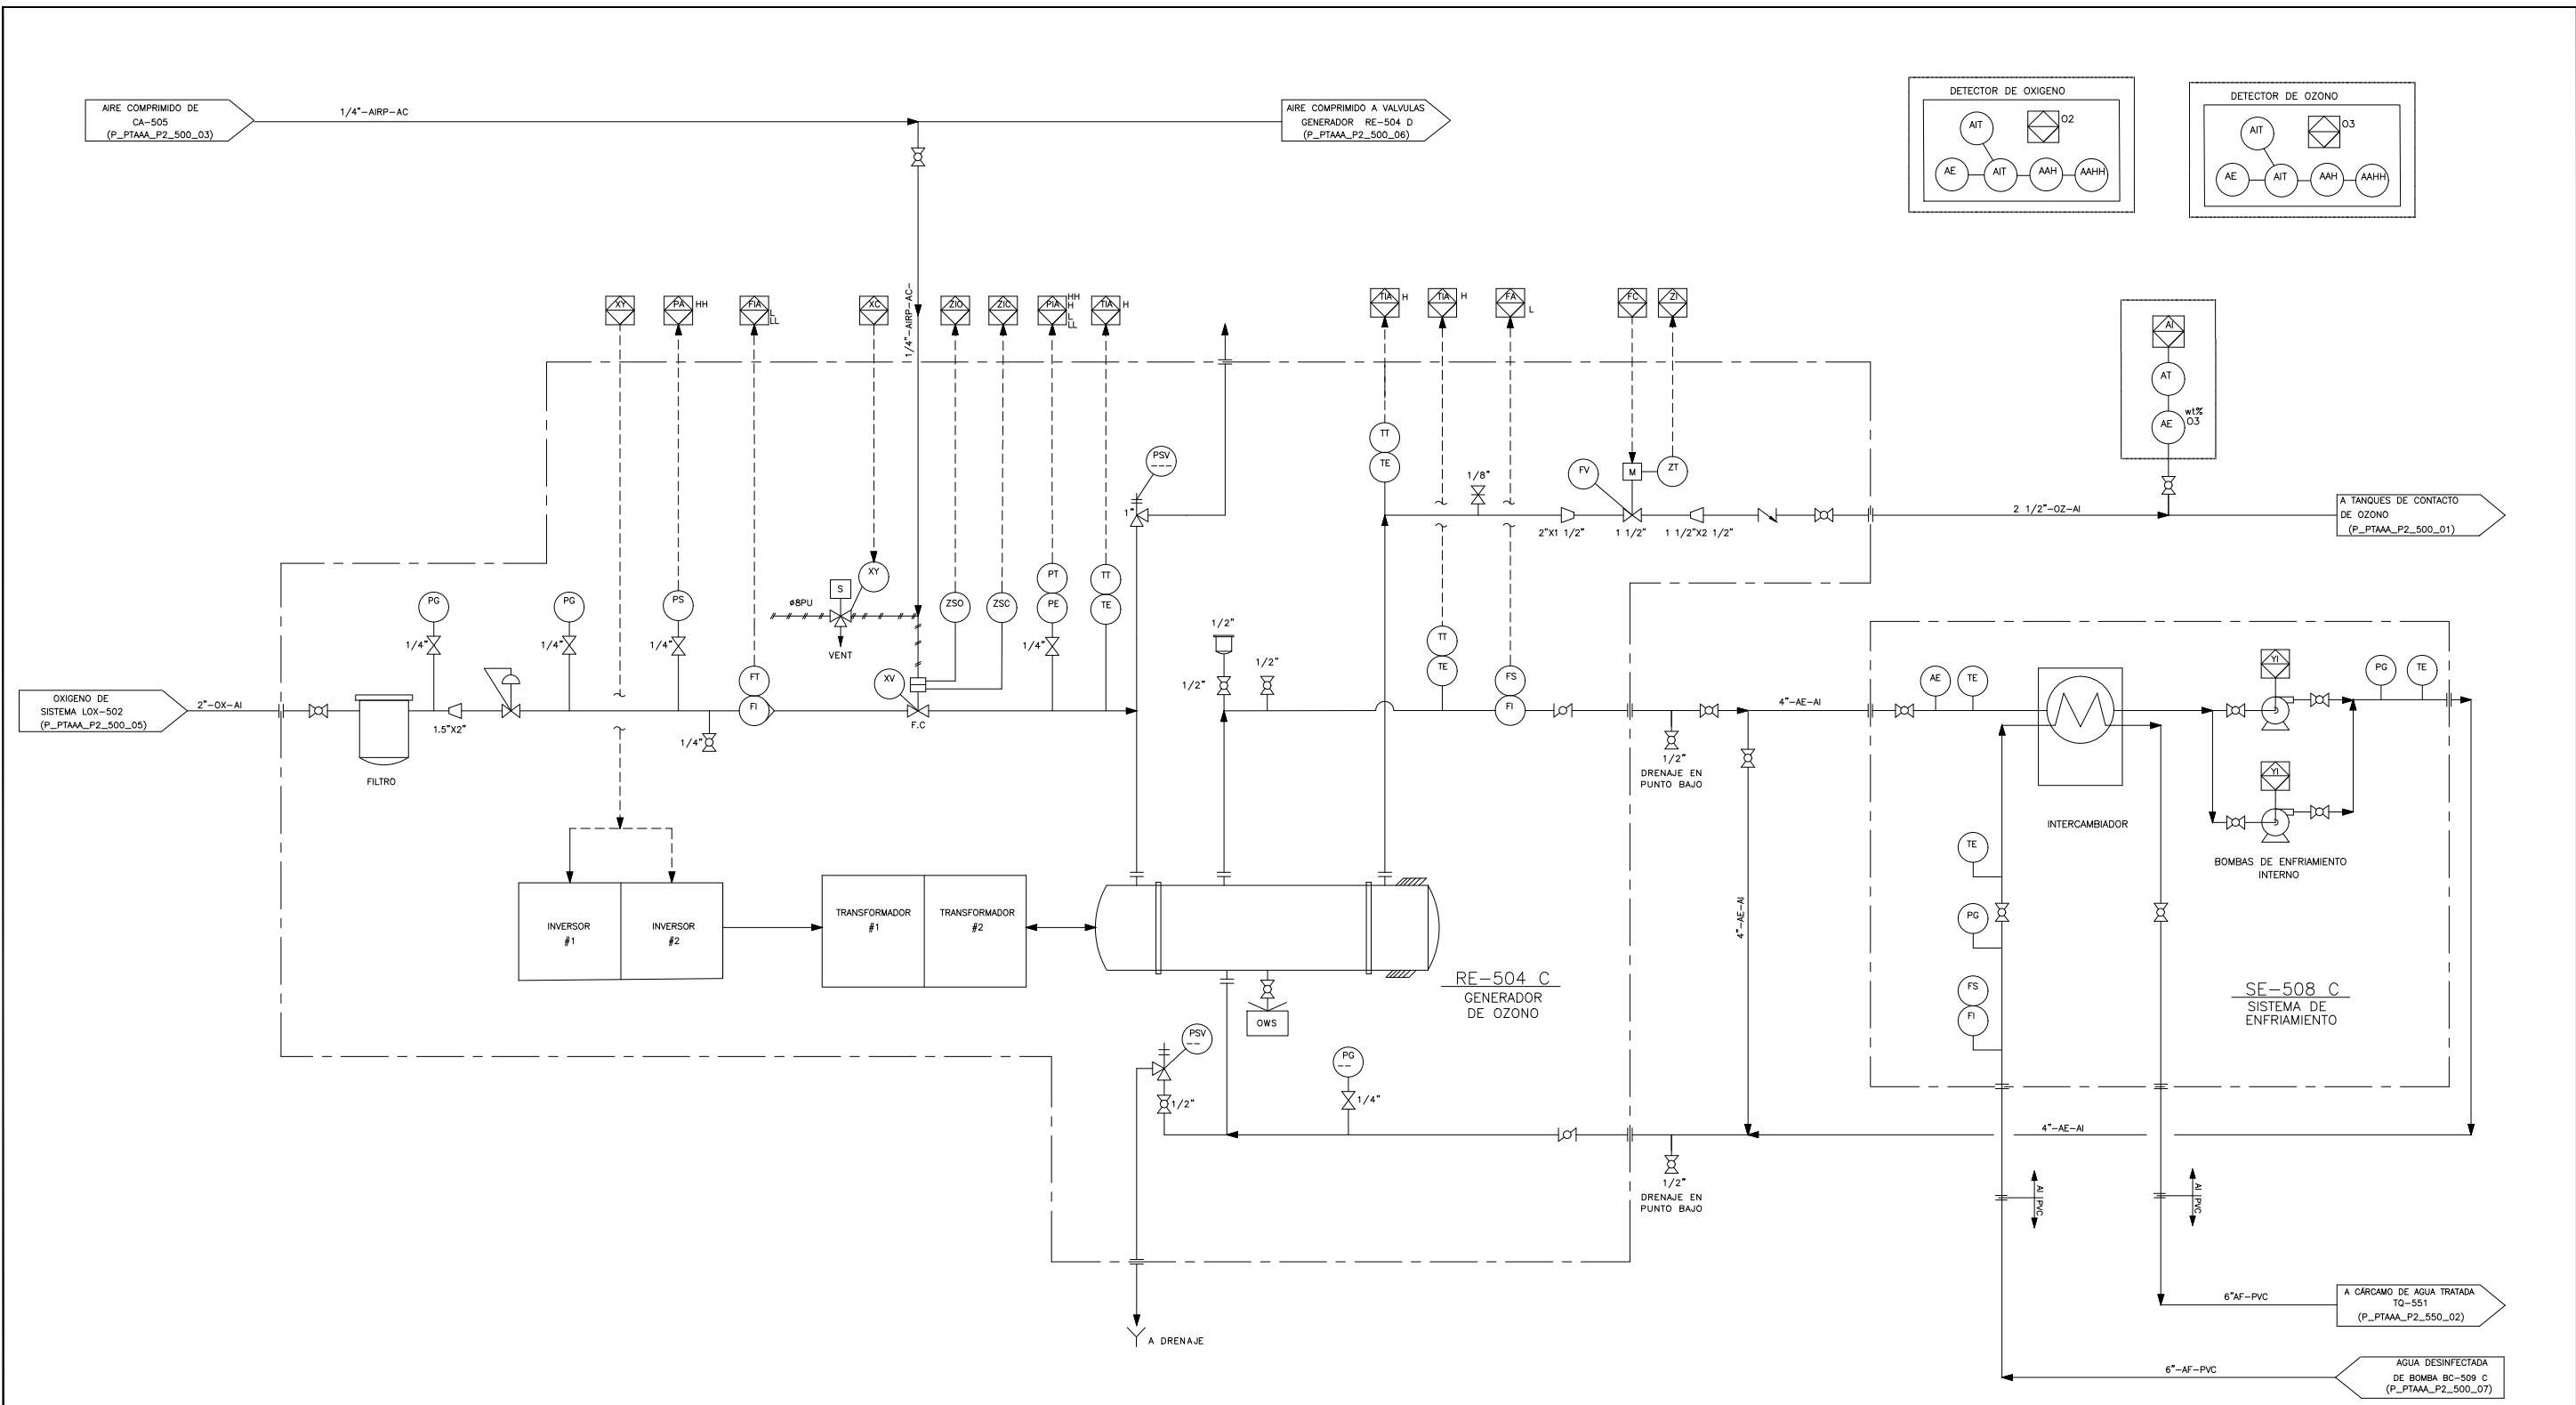 AIRE COMPRIMIDO DE
CA-505
(P_PTAAA_P2_500_03)
1/4"-AIRP-AC
AIRE COMPRIMIDO A VALVULAS
GENERADOR RE-504 D
(P_PTAAA_P2_500_06)
DETECTOR DE OXIGENO
AIT
O2
AE
AIT
AAH
AAHH
DETECTOR DE OZONO
AIT
O3
AE
AIT
AAH
AAHH
XY
PA
HH
FIA
L
LL
XC
1/4"-AIRP-AC-
ZIO
ZIC
PIA
HH
H
L
LL
TIA
H
TIA
H
TIA
H
FA
L
FC
ZI
AI
AT
AE
wt%
O3
TT
TE
PSV
---
1"
1/8"
FV
M
ZT
2"X1 1/2"
1 1/2"
1 1/2"X2 1/2"
2 1/2"-OZ-AI
A TANQUES DE CONTACTO
DE OZONO
(P_PTAAA_P2_500_01)
PG
1/4"
PG
1/4"
PS
1/4"
S
XY
ø8PU
VENT
ZSO
ZSC
PT
PE
1/4"
TT
TE
1/2"
1/2"
1/2"
TT
TE
FS
FI
OXIGENO DE
SISTEMA LOX-502
(P_PTAAA_P2_500_05)
2"-OX-AI
FILTRO
1.5"X2"
1/4"
FT
FI
XV
F.C
1/2"
DRENAJE EN
PUNTO BAJO
4"-AE-AI
AE
TE
INTERCAMBIADOR
YI
YI
PG
TE
BOMBAS DE ENFRIAMIENTO
INTERNO
TE
PG
FS
FI
4"-AE-AI
INVERSOR
#1
INVERSOR
#2
TRANSFORMADOR
#1
TRANSFORMADOR
#2
RE-504 C
GENERADOR
DE OZONO
SE-508 C
SISTEMA DE
ENFRIAMIENTO
OWS
PSV
--
1/2"
PG
--
1/4"
1/2"
DRENAJE EN
PUNTO BAJO
4"-AE-AI
AI
PVC
AI
PVC
A DRENAJE
6"AF-PVC
A CÁRCAMO DE AGUA TRATADA
TQ-551
(P_PTAAA_P2_550_02)
6"-AF-PVC
AGUA DESINFECTADA
DE BOMBA BC-509 C
(P_PTAAA_P2_500_07)